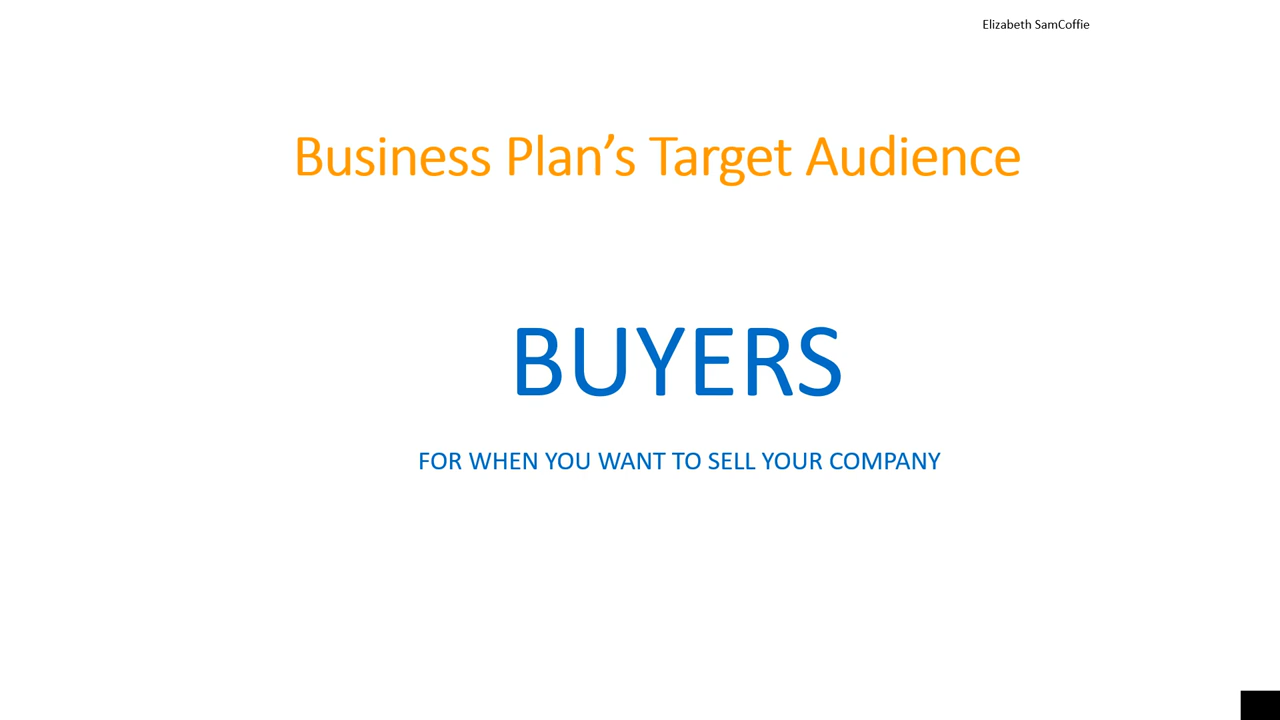 Elizabeth SamCoffie
Business Plan’s Target Audience
BUYERS
FOR WHEN YOU WANT TO SELL YOUR COMPANY